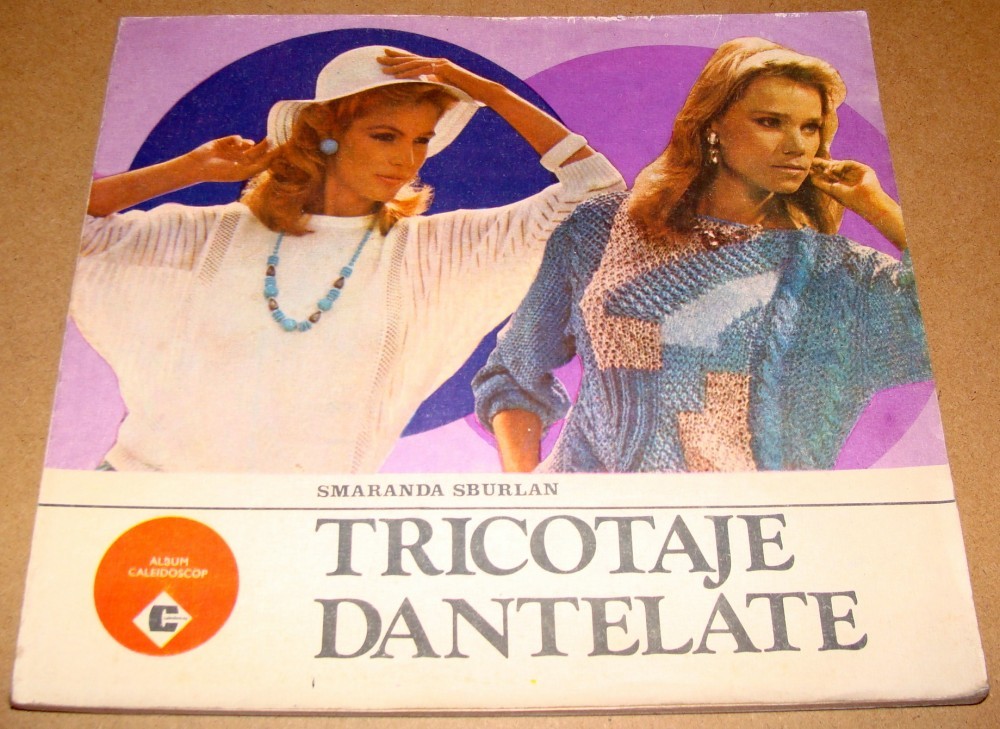 SMARANDA SBURLAN
TRICOTAJE
DANTELATE
ALBUM
CALEIDOSCOP
C